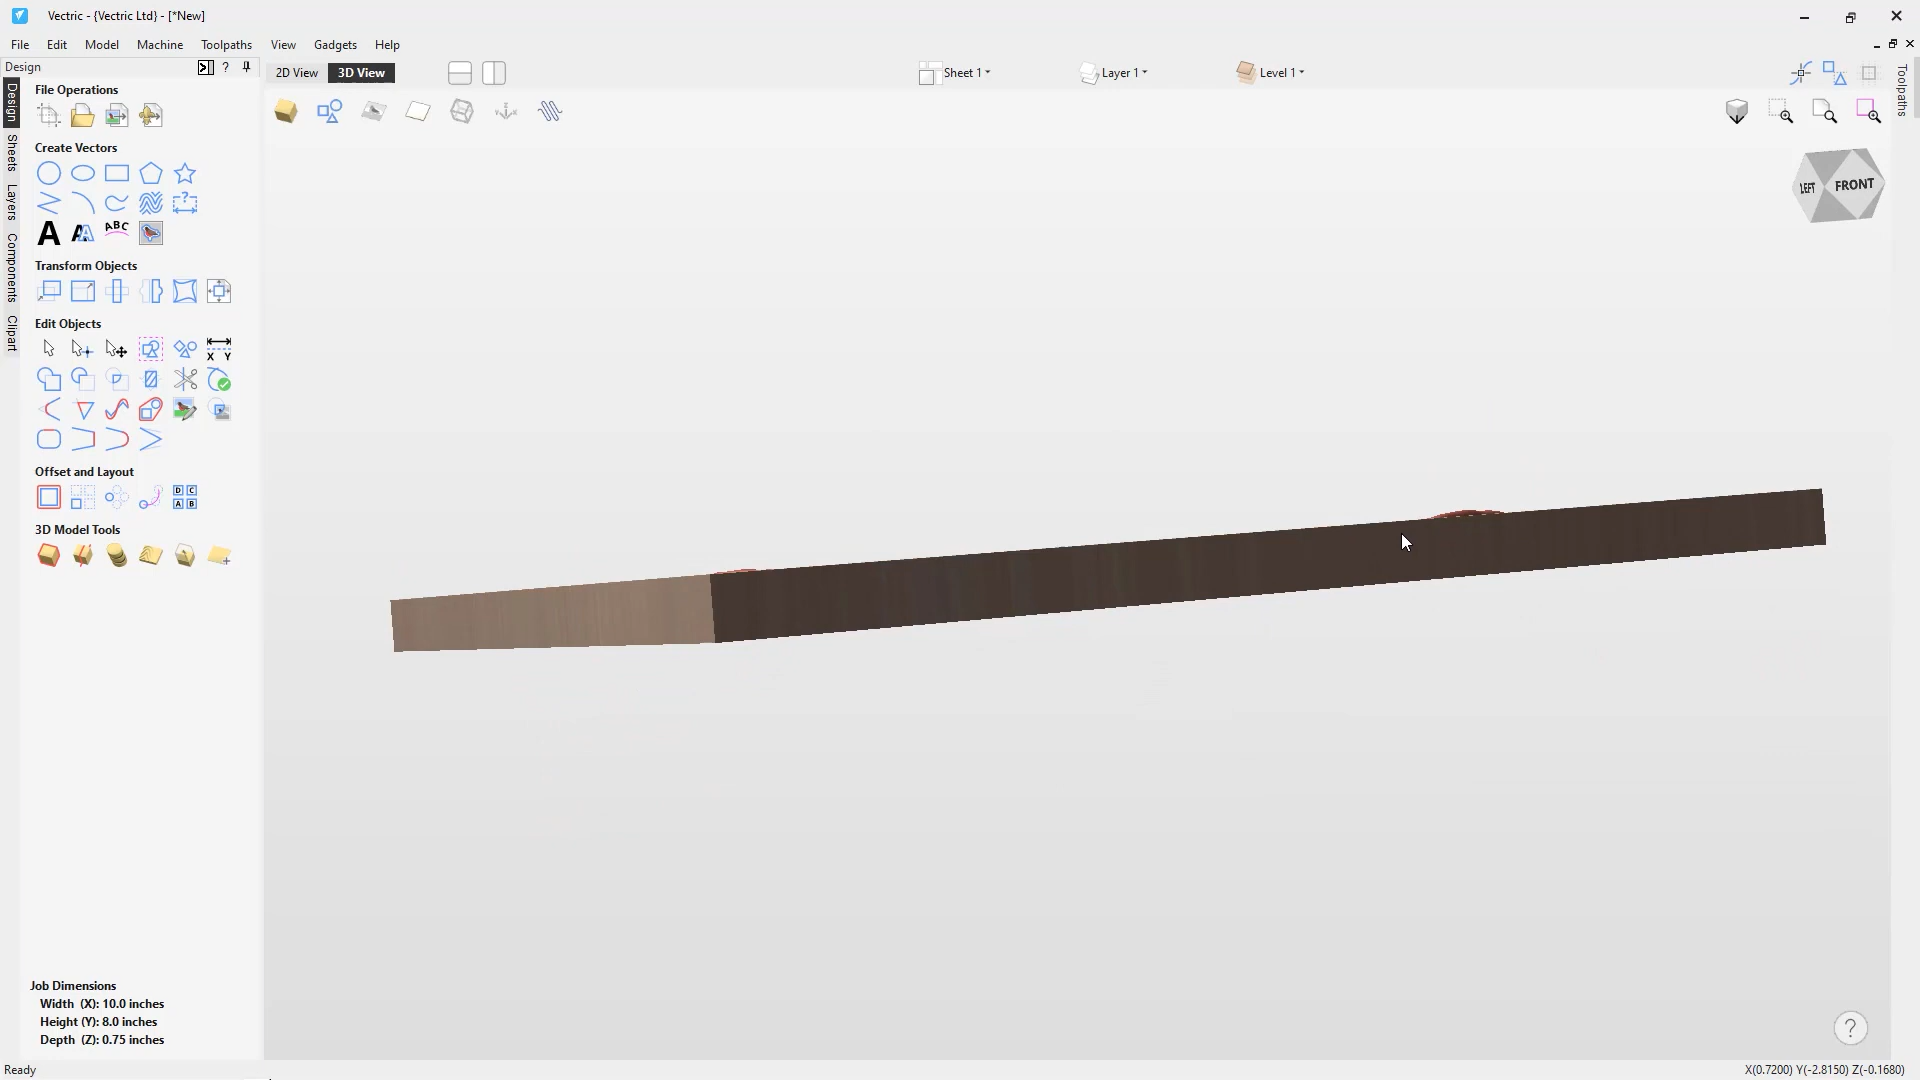 Vectric - {Vectric Ltd} - [*New]
File Edit Model Machine Toolpaths View Gadgets Help
Design
2D View 3D View Sheet 1 Layer 1 Level 1
Design
Sheets
Layers
Components
Clipart
Toolpaths
File Operations
Create Vectors
A A ABC
Transform Objects
Edit Objects
X Y
Offset and Layout
D C
A B
3D Model Tools
LEFT FRONT
Job Dimensions
Width (X): 10.0 inches
Height (Y): 8.0 inches
Depth (Z): 0.75 inches
Ready
X(0.7200) Y(-2.8150) Z(-0.1680)